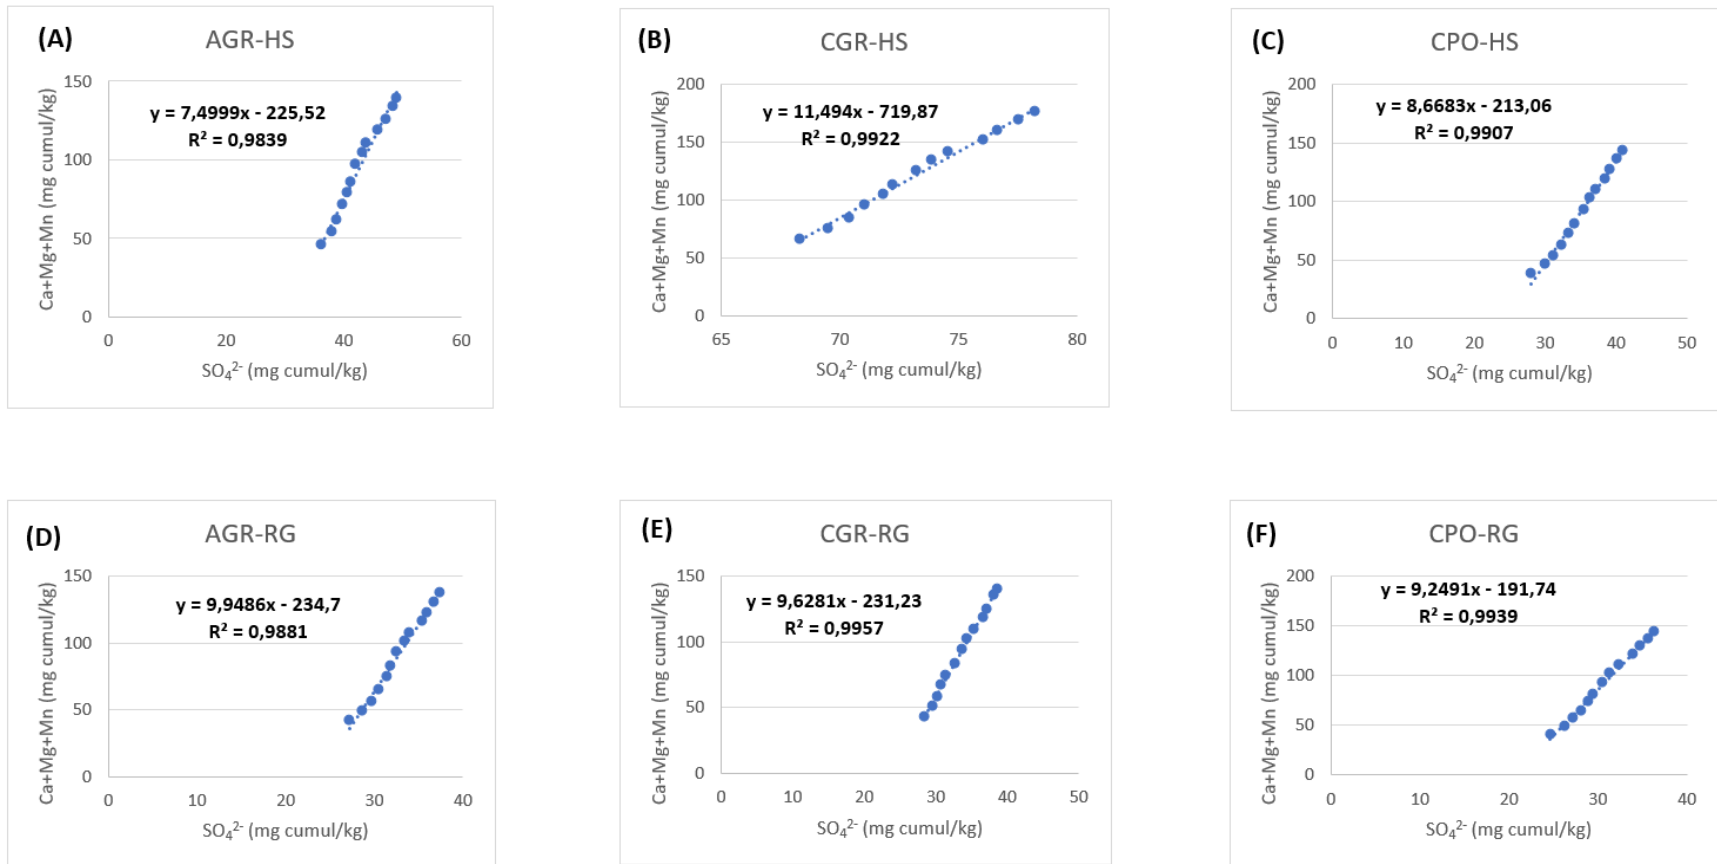 (A)
AGR-HS
y = 7,4999x - 225,52
R² = 0,9839
Ca+Mg+Mn (mg cumul/kg)
150
100
50
0
0 20 40 60
SO₄²⁻ (mg cumul/kg)
(B)
CGR-HS
y = 11,494x - 719,87
R² = 0,9922
Ca+Mg+Mn (mg cumul/kg)
200
150
100
50
0
65 70 75 80
SO₄²⁻ (mg cumul/kg)
(C)
CPO-HS
y = 8,6683x - 213,06
R² = 0,9907
Ca+Mg+Mn (mg cumul/kg)
200
150
100
50
0
0 10 20 30 40 50
SO₄²⁻ (mg cumul/kg)
(D)
AGR-RG
y = 9,9486x - 234,7
R² = 0,9881
Ca+Mg+Mn (mg cumul/kg)
150
100
50
0
0 10 20 30 40
SO₄²⁻ (mg cumul/kg)
(E)
CGR-RG
y = 9,6281x - 231,23
R² = 0,9957
Ca+Mg+Mn (mg cumul/kg)
150
100
50
0
0 10 20 30 40 50
SO₄²⁻ (mg cumul/kg)
(F)
CPO-RG
y = 9,2491x - 191,74
R² = 0,9939
Ca+Mg+Mn (mg cumul/kg)
200
150
100
50
0
0 10 20 30 40
SO₄²⁻ (mg cumul/kg)